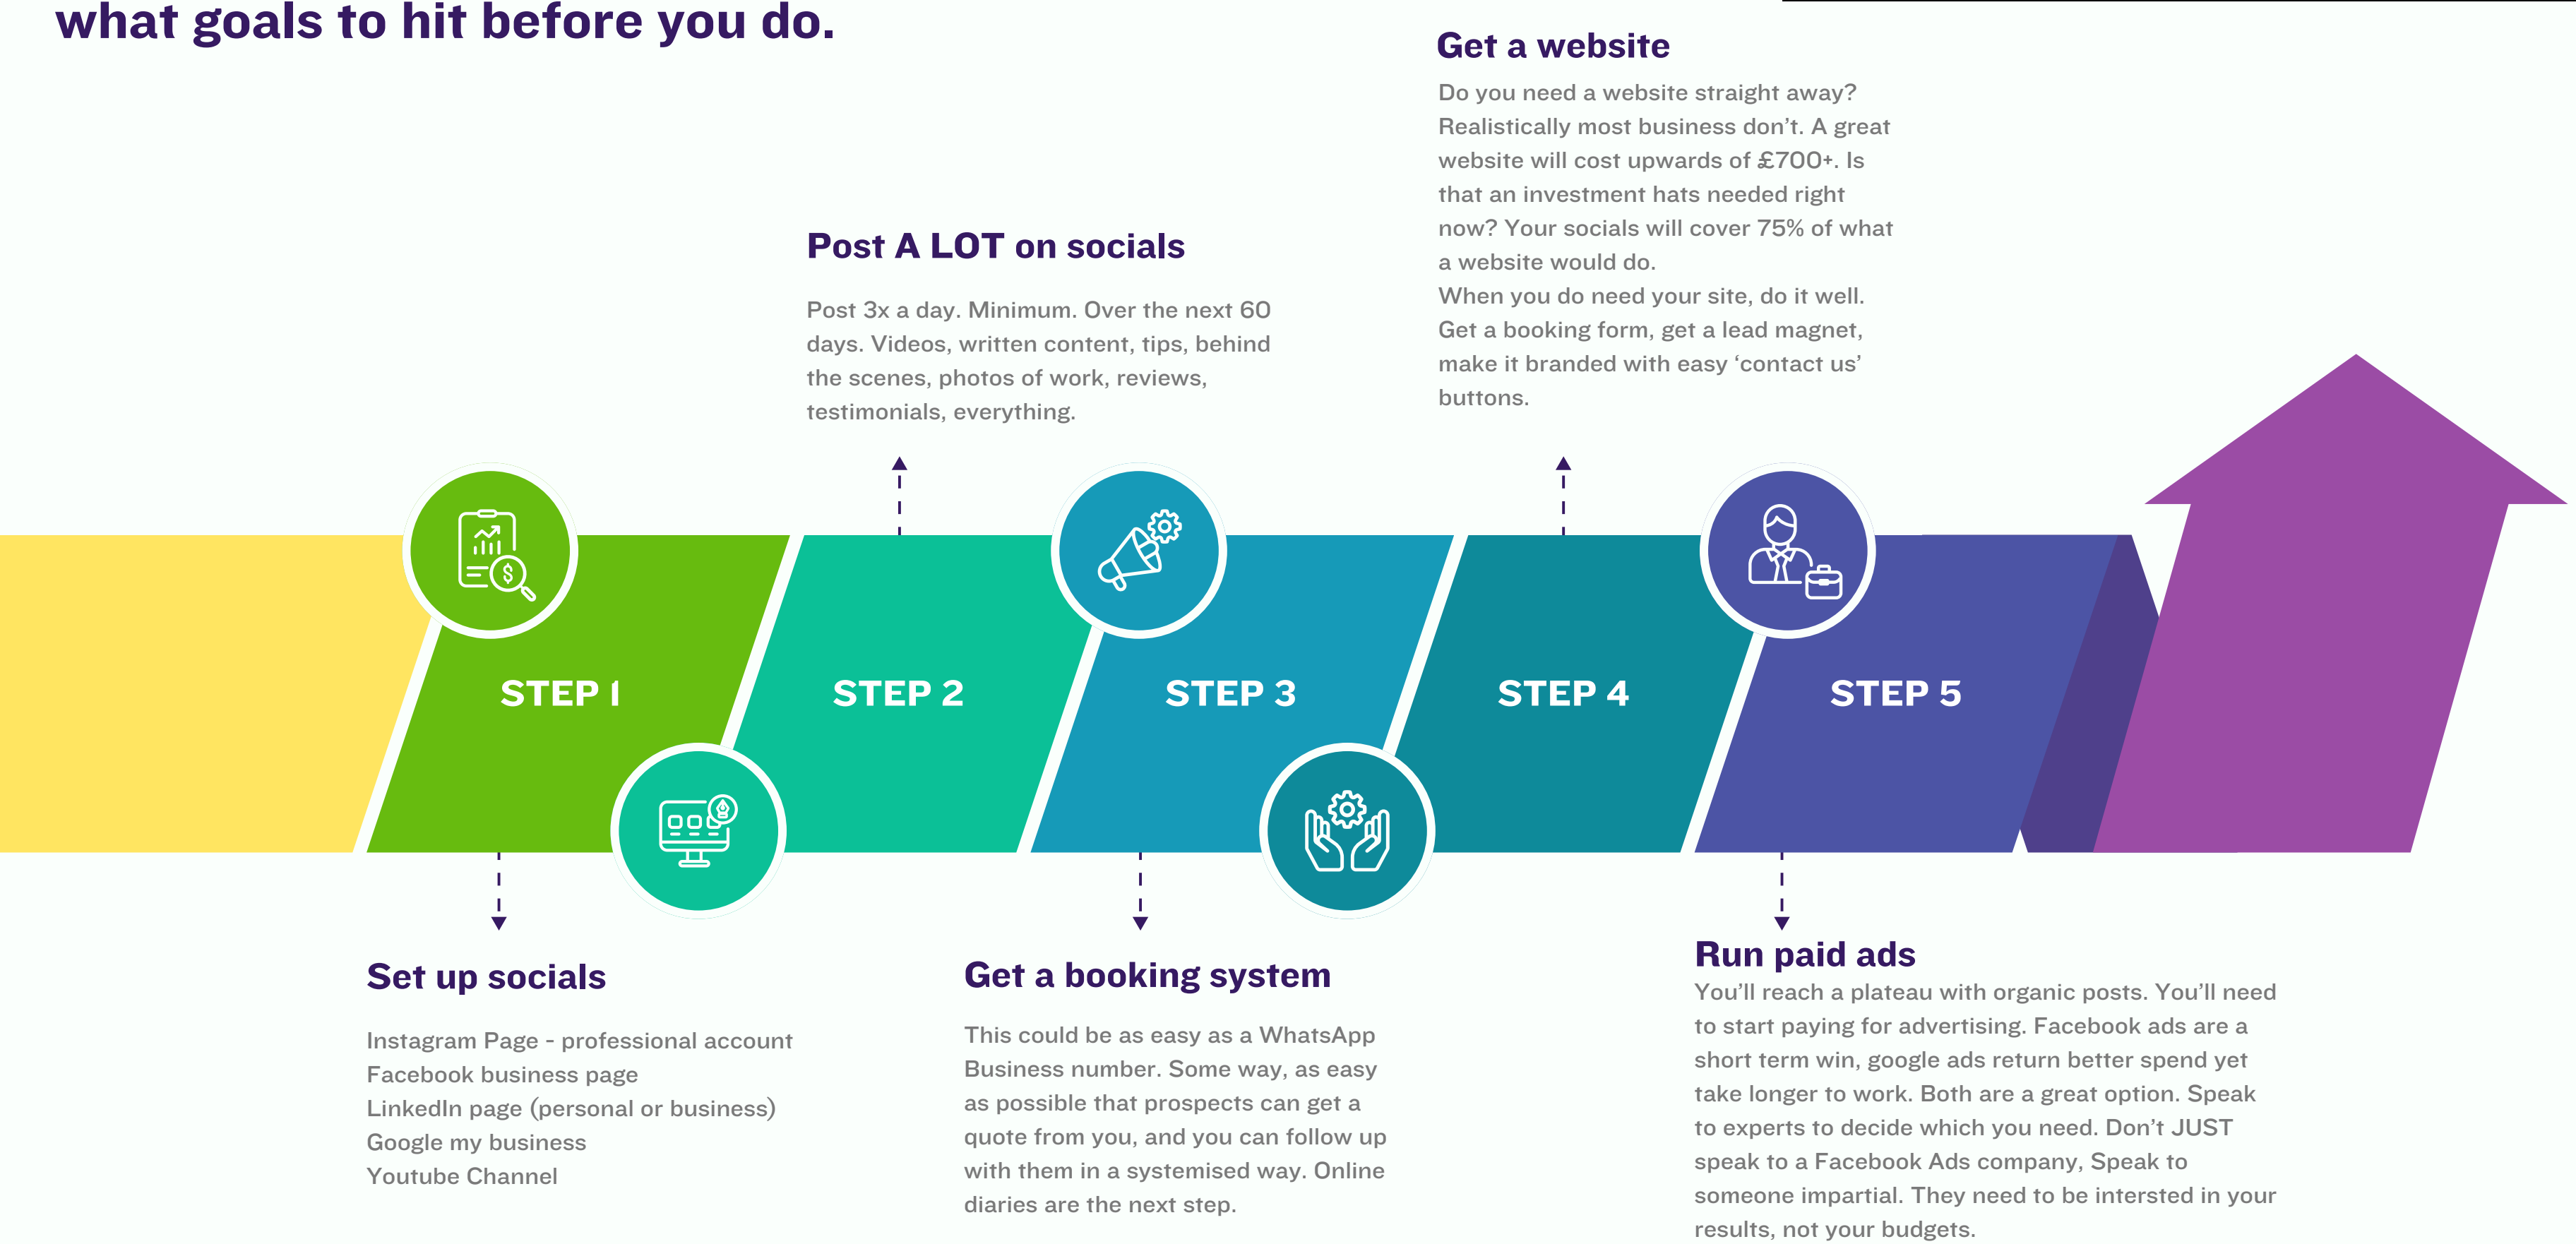 what goals to hit before you do.
Get a website
Do you need a website straight away?
Realistically most business don’t. A great
website will cost upwards of £700+. Is
that an investment hats needed right
now? Your socials will cover 75% of what
a website would do.
When you do need your site, do it well.
Get a booking form, get a lead magnet,
make it branded with easy ‘contact us’
buttons.
Post A LOT on socials
Post 3x a day. Minimum. Over the next 60
days. Videos, written content, tips, behind
the scenes, photos of work, reviews,
testimonials, everything.
$
STEP 1
STEP 2
STEP 3
STEP 4
STEP 5
Set up socials
Instagram Page - professional account
Facebook business page
LinkedIn page (personal or business)
Google my business
Youtube Channel
Get a booking system
This could be as easy as a WhatsApp
Business number. Some way, as easy
as possible that prospects can get a
quote from you, and you can follow up
with them in a systemised way. Online
diaries are the next step.
Run paid ads
You’ll reach a plateau with organic posts. You’ll need
to start paying for advertising. Facebook ads are a
short term win, google ads return better spend yet
take longer to work. Both are a great option. Speak
to experts to decide which you need. Don’t JUST
speak to a Facebook Ads company, Speak to
someone impartial. They need to be intersted in your
results, not your budgets.